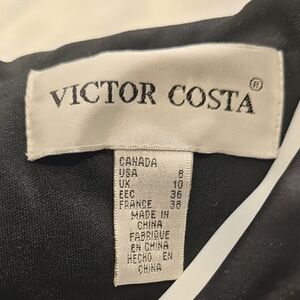 VICTOR COSTA®
CANADA
USA 8
UK 10
EEC 36
FRANCE 38
MADE IN
CHINA
FABRIQUE
EN CHINA
HECHO EN
CHINA